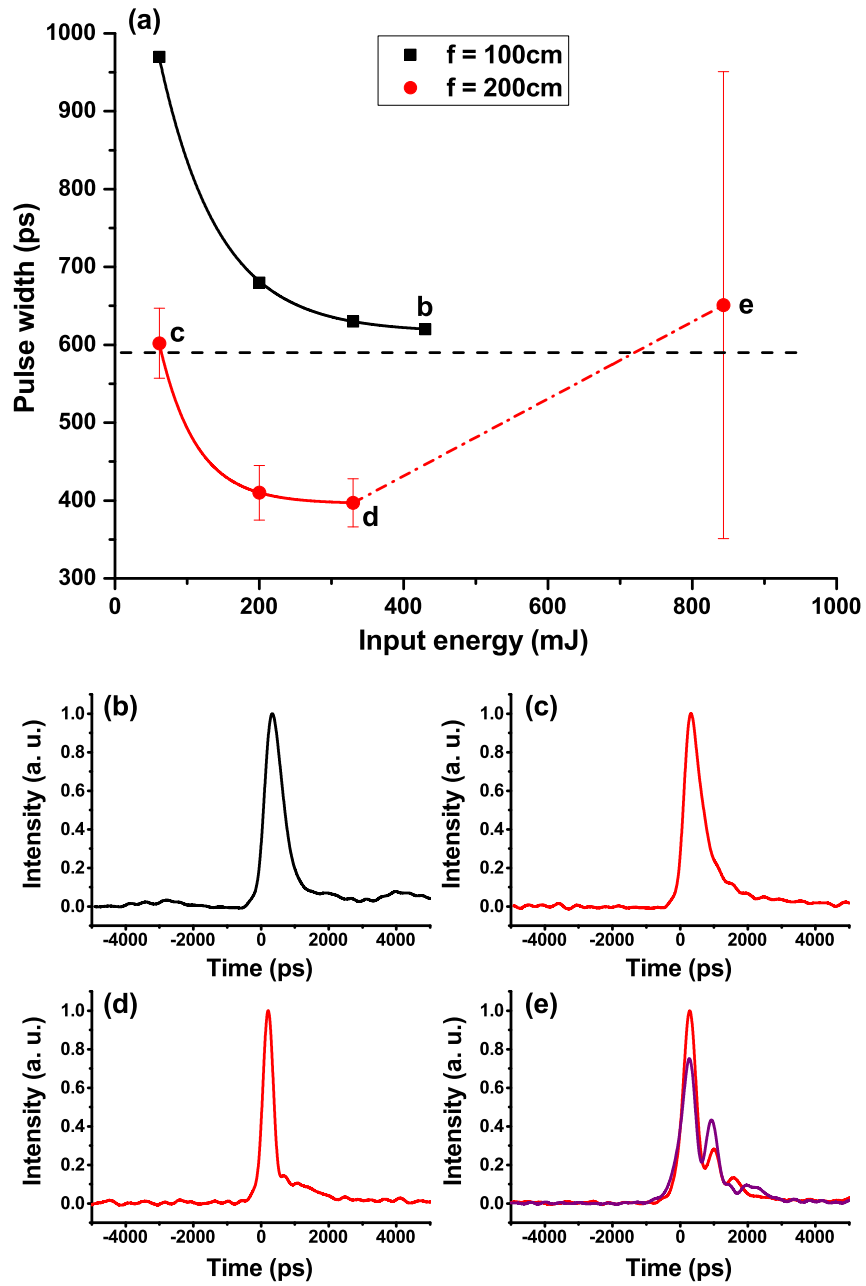 (a)
1000
900
800
700
600
500
400
300
Pulse width (ps)
f = 100cm
f = 200cm
b
c
d
e
0 200 400 600 800 1000
Input energy (mJ)
(b)
1.0
0.8
0.6
0.4
0.2
0.0
Intensity (a. u.)
-4000 -2000 0 2000 4000
Time (ps)
(c)
1.0
0.8
0.6
0.4
0.2
0.0
Intensity (a. u.)
-4000 -2000 0 2000 4000
Time (ps)
(d)
1.0
0.8
0.6
0.4
0.2
0.0
Intensity (a. u.)
-4000 -2000 0 2000 4000
Time (ps)
(e)
1.0
0.8
0.6
0.4
0.2
0.0
Intensity (a. u.)
-4000 -2000 0 2000 4000
Time (ps)